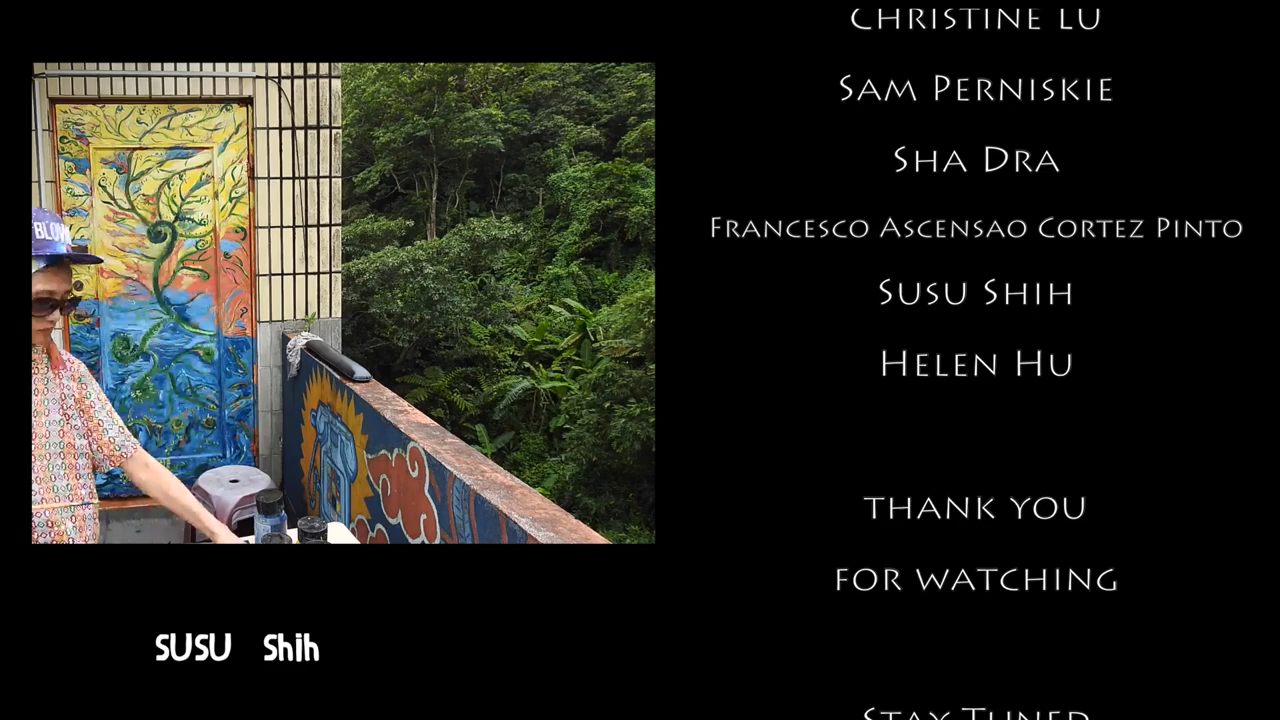 CHRISTINE LU
SAM PERNISKIE
SHA DRA
FRANCESCO ASCENSAO CORTEZ PINTO
SUSU SHIH
HELEN HU
THANK YOU
FOR WATCHING
STAY TUNED
SUSU Shih